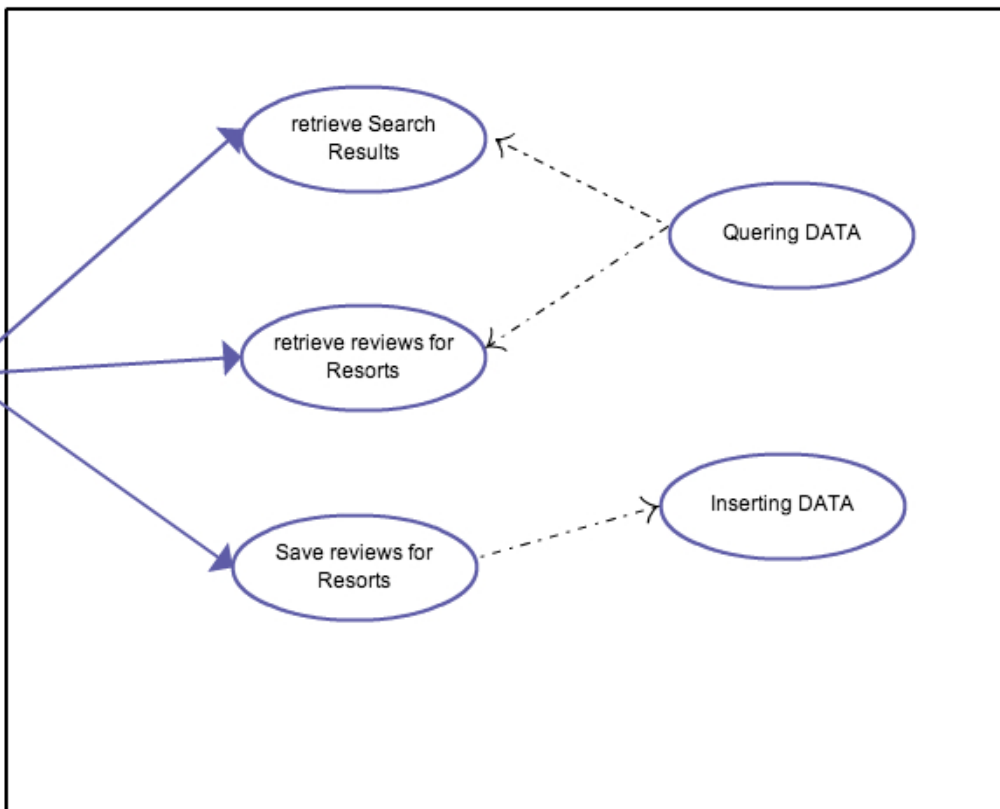 retrieve Search
Results
Quering DATA
retrieve reviews for
Resorts
Inserting DATA
Save reviews for
Resorts